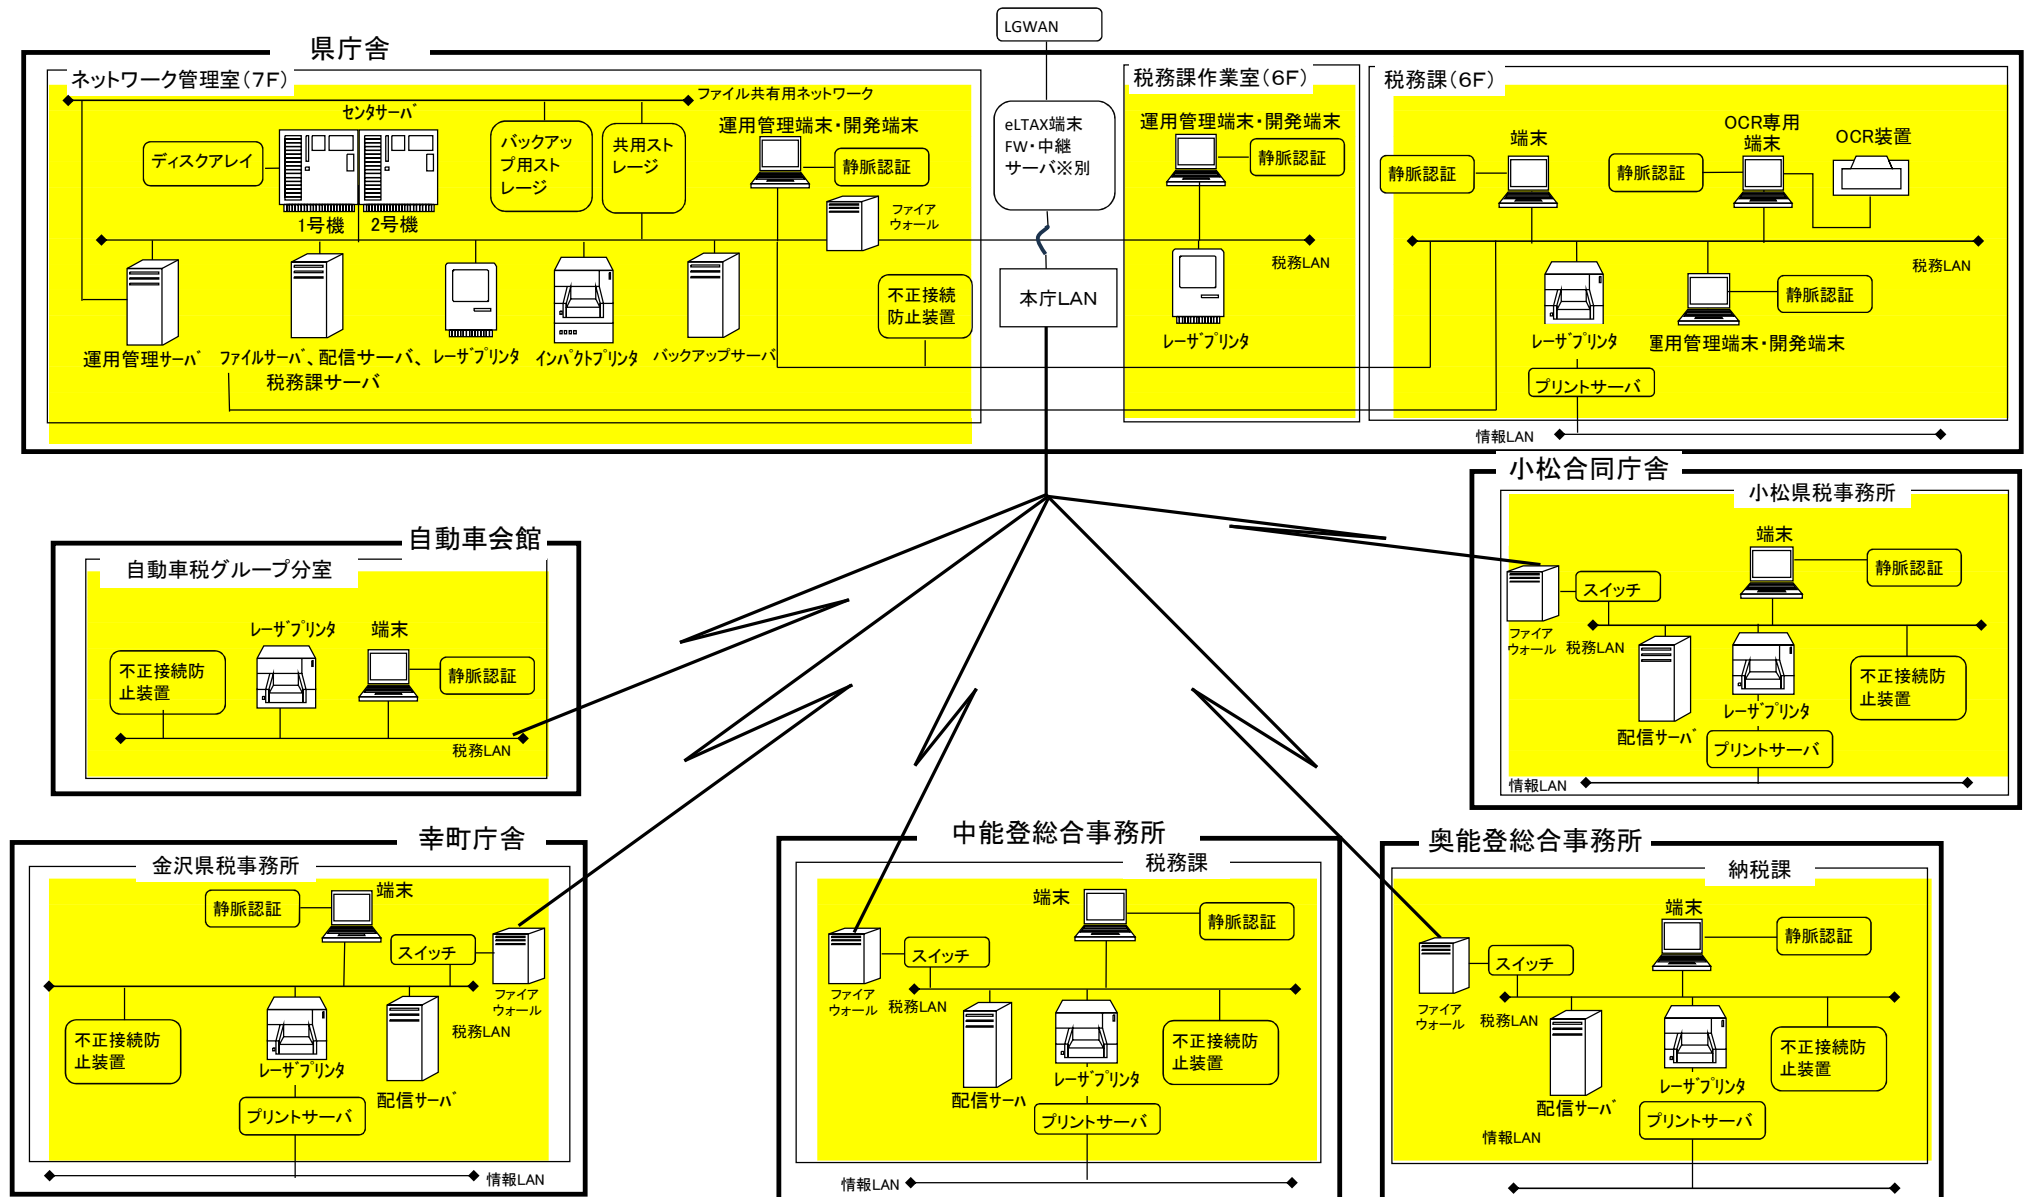 LGWAN
県庁舎
ネットワーク管理室(7F)
ファイル共有用ネットワーク
センタサーバ
ディスクアレイ
1号機
2号機
バックアッ
プ用スト
レージ
共用スト
レージ
運用管理端末・開発端末
静脈認証
ファイア
ウォール
運用管理サーバ
ファイルサーバ、配信サーバ、
税務課サーバ
レーザプリンタ
インパクトプリンタ
バックアップサーバ
不正接続
防止装置
eLTAX端末
FW・中継
サーバ※別
本庁LAN
税務課作業室(6F)
運用管理端末・開発端末
静脈認証
税務LAN
レーザプリンタ
税務課(6F)
静脈認証
端末
静脈認証
OCR専用
端末
OCR装置
税務LAN
静脈認証
レーザプリンタ
運用管理端末・開発端末
プリントサーバ
情報LAN
小松合同庁舎
小松県税事務所
端末
静脈認証
スイッチ
ファイア
ウォール
税務LAN
配信サーバ
レーザプリンタ
不正接続防
止装置
プリントサーバ
情報LAN
自動車会館
自動車税グループ分室
レーザプリンタ
端末
不正接続防
止装置
静脈認証
税務LAN
幸町庁舎
金沢県税事務所
端末
静脈認証
スイッチ
ファイア
ウォール
税務LAN
不正接続防
止装置
レーザプリンタ
配信サーバ
プリントサーバ
情報LAN
中能登総合事務所
税務課
端末
静脈認証
スイッチ
ファイア
ウォール
税務LAN
不正接続防
止装置
レーザプリンタ
配信サーハ
プリントサーバ
情報LAN
奥能登総合事務所
納税課
端末
静脈認証
スイッチ
ファイア
ウォール
税務LAN
不正接続防
止装置
レーザプリンタ
配信サーバ
プリントサーバ
情報LAN